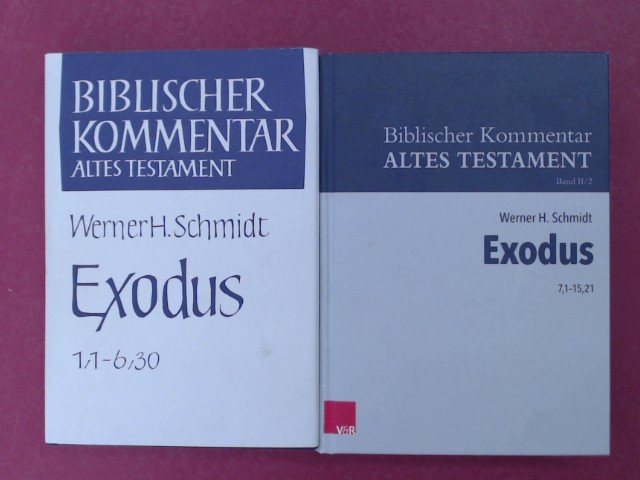 BIBLISCHER
KOMMENTAR
ALTES TESTAMENT
Werner H. Schmidt
Exodus
1,1-6,30
Biblischer Kommentar
ALTES TESTAMENT
Band II/2
Werner H. Schmidt
Exodus
7,1–15,21
V&R